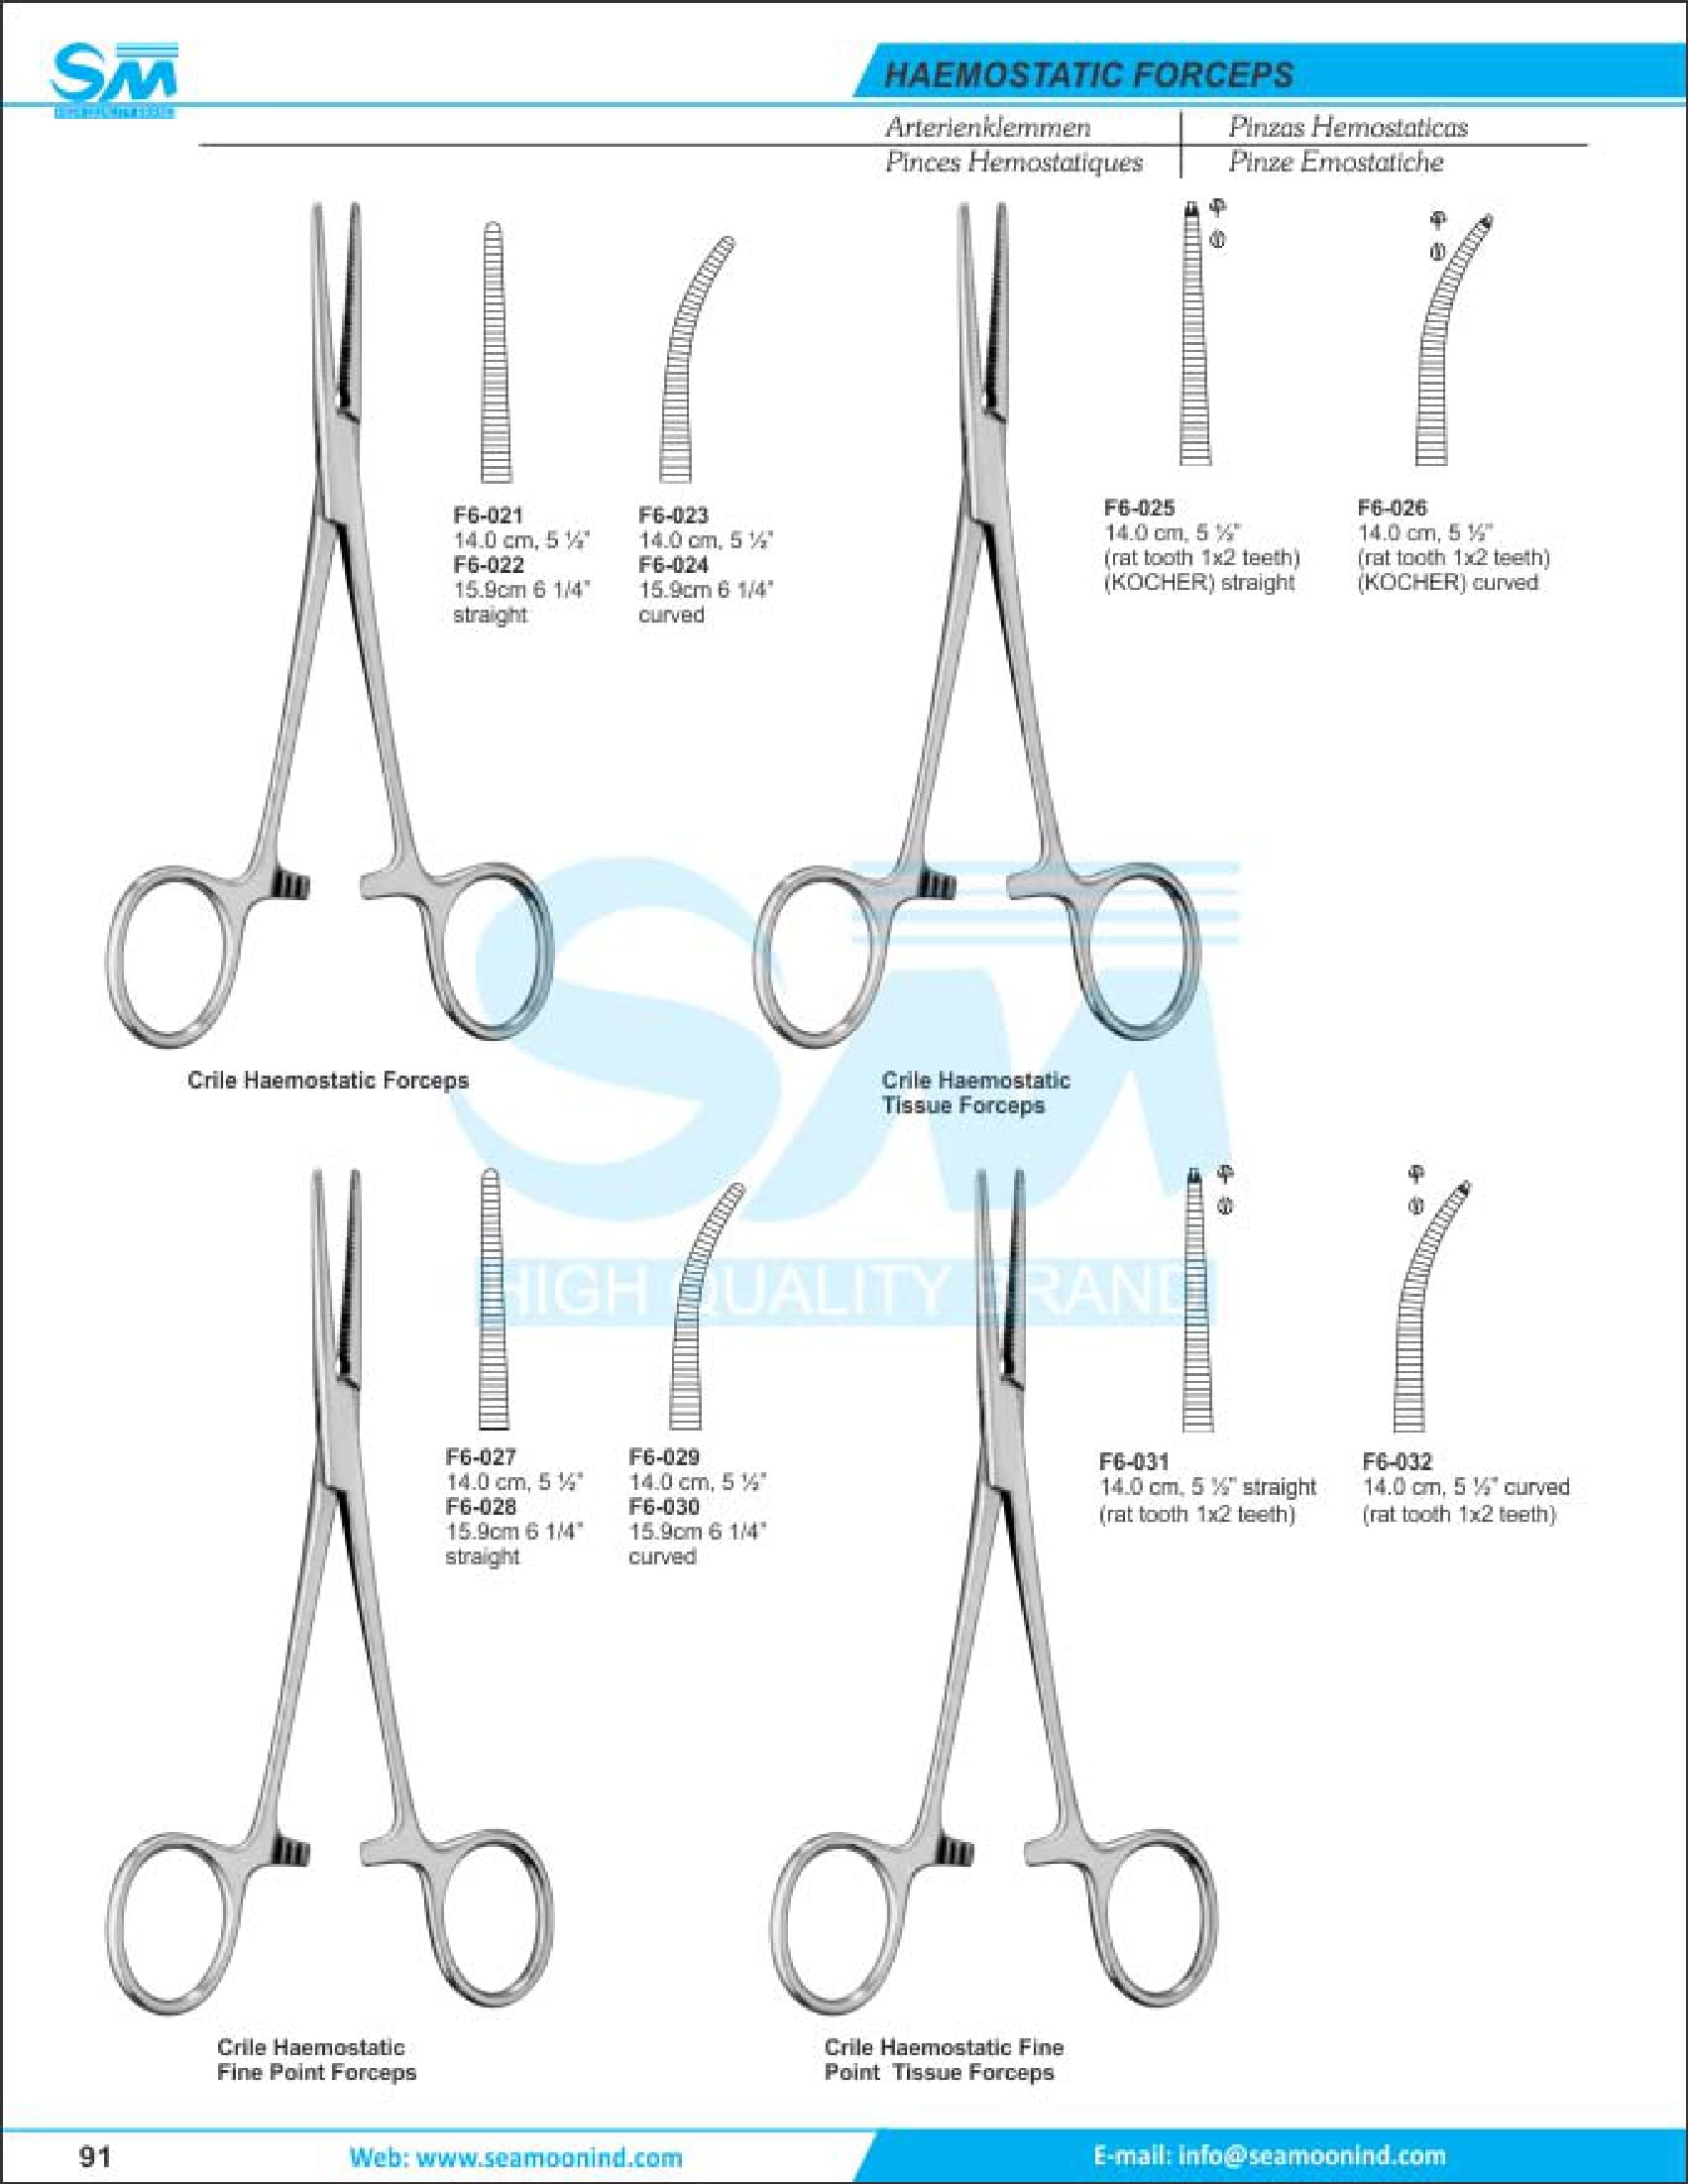 SM
HAEMOSTATIC FORCEPS
Arterienklemmen
Pinzas Hemostaticas
Pinces Hemostatiques
Pinze Emostatiche
F6-021
14.0 cm, 5 ½"
F6-022
15.9cm 6 1/4"
straight
F6-023
14.0 cm, 5 ½"
F6-024
15.9cm 6 1/4"
curved
F6-025
14.0 cm, 5 ½"
(rat tooth 1x2 teeth)
(KOCHER) straight
F6-026
14.0 cm, 5 ½"
(rat tooth 1x2 teeth)
(KOCHER) curved
Crile Haemostatic Forceps
Crile Haemostatic
Tissue Forceps
SM
HIGH QUALITY BRAND
F6-027
14.0 cm, 5 ½"
F6-028
15.9cm 6 1/4"
straight
F6-029
14.0 cm, 5 ½"
F6-030
15.9cm 6 1/4"
curved
F6-031
14.0 cm, 5 ½" straight
(rat tooth 1x2 teeth)
F6-032
14.0 cm, 5 ½" curved
(rat tooth 1x2 teeth)
Crile Haemostatic
Fine Point Forceps
Crile Haemostatic Fine
Point Tissue Forceps
91
Web: www.seamoonind.com
E-mail: info@seamoonind.com